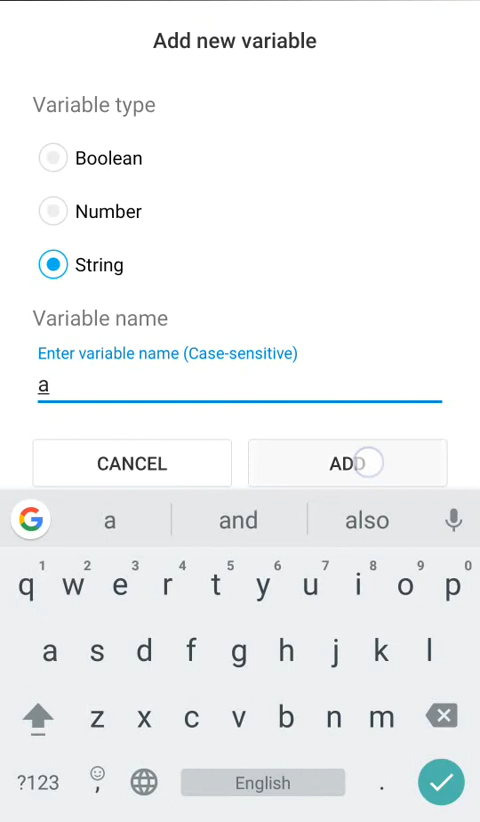 Add new variable
Variable type
Boolean
Number
String
Variable name
Enter variable name (Case-sensitive)
a
CANCEL ADD
a and also
1 2 3 4 5 6 7 8 9 0
q w e r t y u i o p
a s d f g h j k l
z x c v b n m
?123 , English .